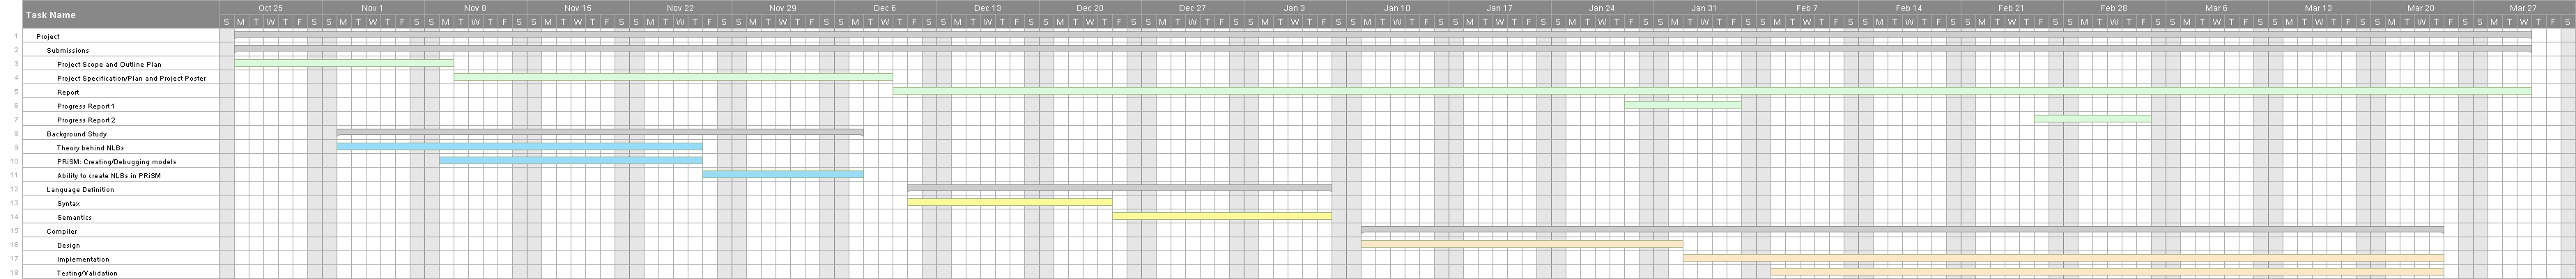 Task Name
Oct 25 Nov 1 Nov 8 Nov 15 Nov 22 Nov 29 Dec 6 Dec 13 Dec 20 Dec 27 Jan 3 Jan 10 Jan 17 Jan 24 Jan 31 Feb 7 Feb 14 Feb 21 Feb 28 Mar 6 Mar 13 Mar 20 Mar 27
S M T W T F S S M T W T F S S M T W T F S S M T W T F S S M T W T F S S M T W T F S S M T W T F S S M T W T F S S M T W T F S S M T W T F S S M T W T F S S M T W T F S S M T W T F S S M T W T F S S M T W T F S S M T W T F S S M T W T F S S M T W T F S S M T W T F S S M T W T F S S M T W T F S S M T W T F S S M T W T F S S M T W T F S
1 Project
2 Submissions
3 Project Scope and Outline Plan
4 Project Specification/Plan and Project Poster
5 Report
6 Progress Report 1
7 Progress Report 2
8 Background Study
9 Theory behind NLBs
10 PRiSM: Creating/Debugging models
11 Ability to create NLBs in PRiSM
12 Language Definition
13 Syntax
14 Semantics
15 Compiler
16 Design
17 Implementation
18 Testing/Validation